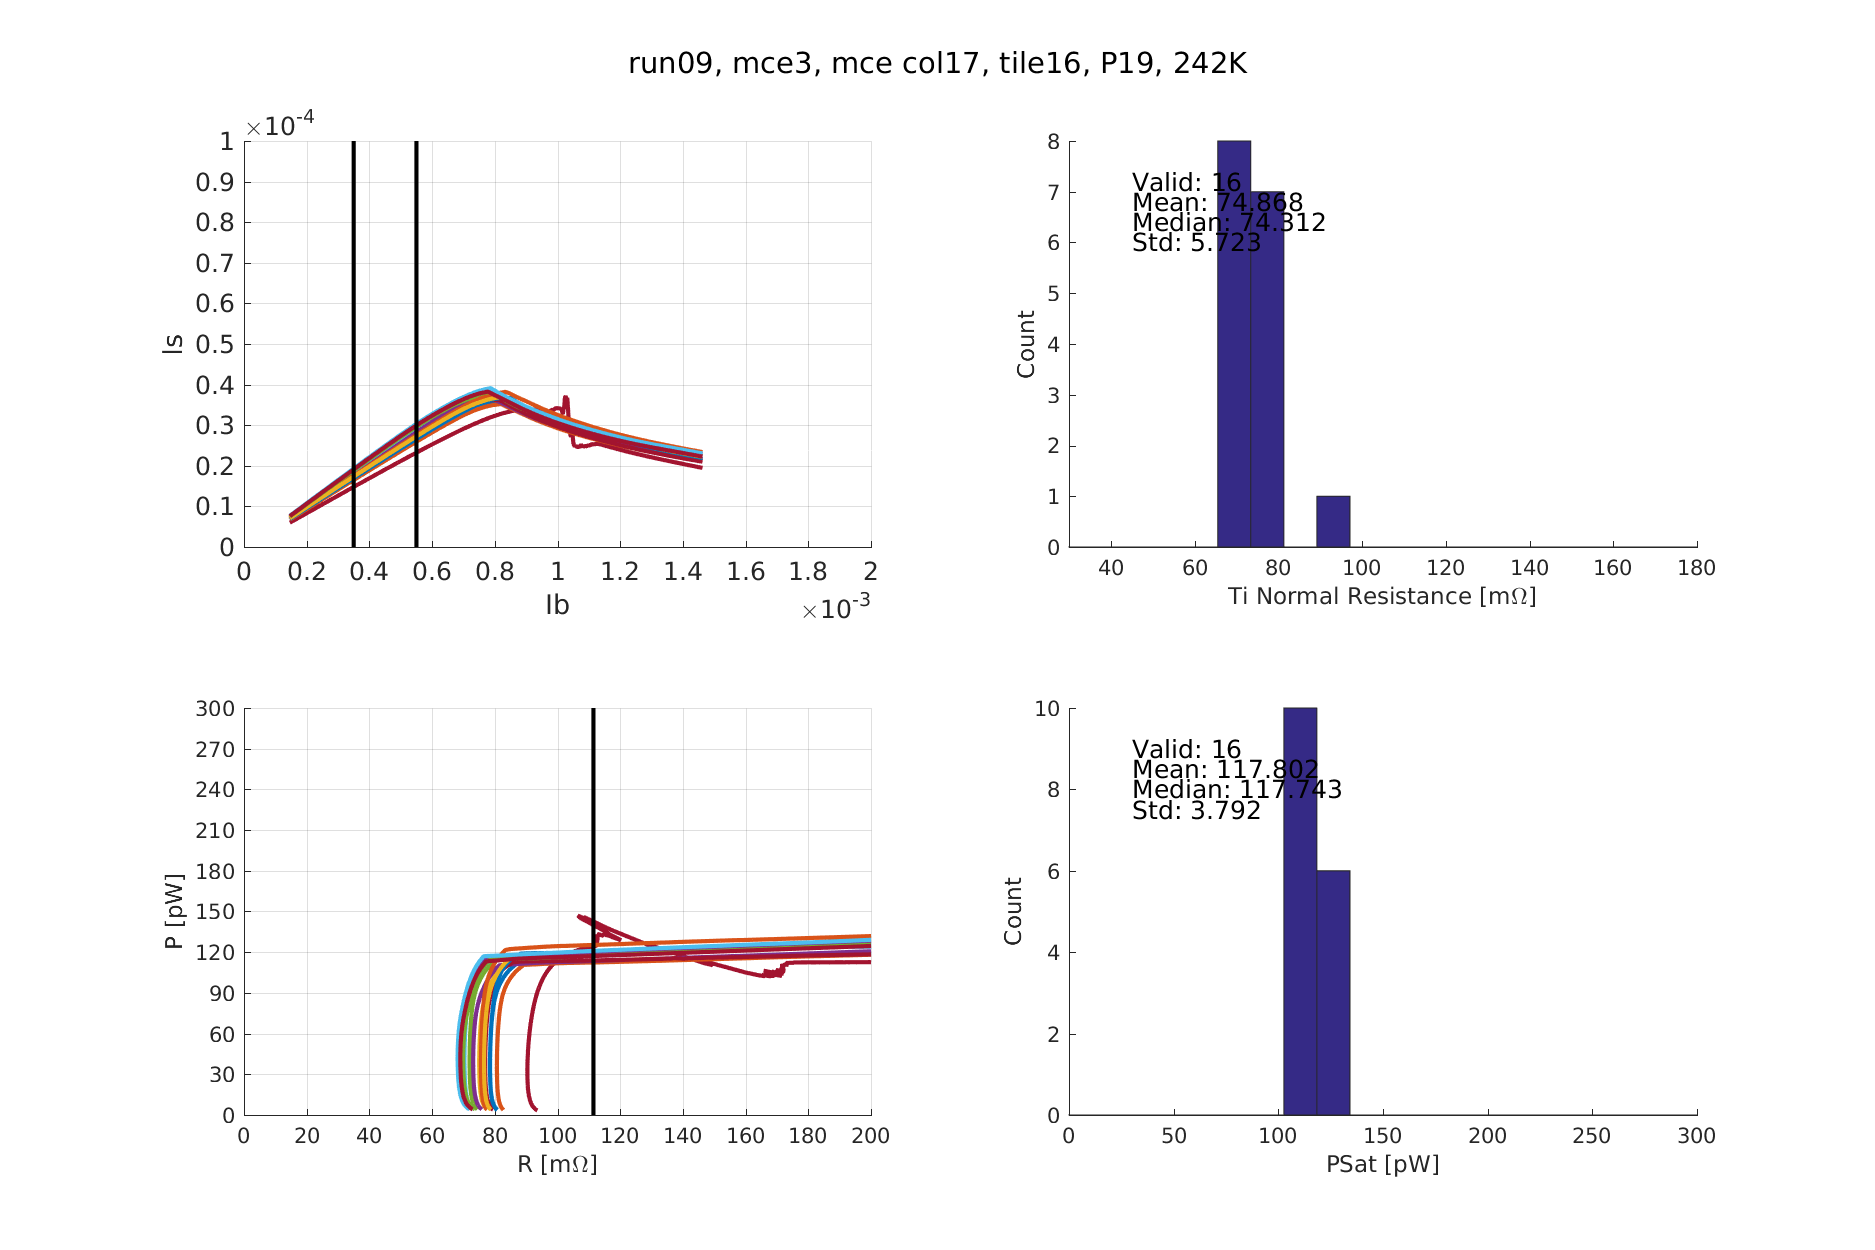 run09, mce3, mce col17, tile16, P19, 242K
×10-4
1
0.9
0.8
0.7
0.6
0.5
0.4
0.3
0.2
0.1
0
Is
0 0.2 0.4 0.6 0.8 1 1.2 1.4 1.6 1.8 2
Ib
×10-3
8
7
6
5
4
3
2
1
0
Count
Valid: 16
Mean: 74.868
Median: 74.312
Std: 5.723
40 60 80 100 120 140 160 180
Ti Normal Resistance [mΩ]
300
270
240
210
180
150
120
90
60
30
0
P [pW]
0 20 40 60 80 100 120 140 160 180 200
R [mΩ]
10
8
6
4
2
0
Count
Valid: 16
Mean: 117.802
Median: 117.743
Std: 3.792
0 50 100 150 200 250 300
PSat [pW]